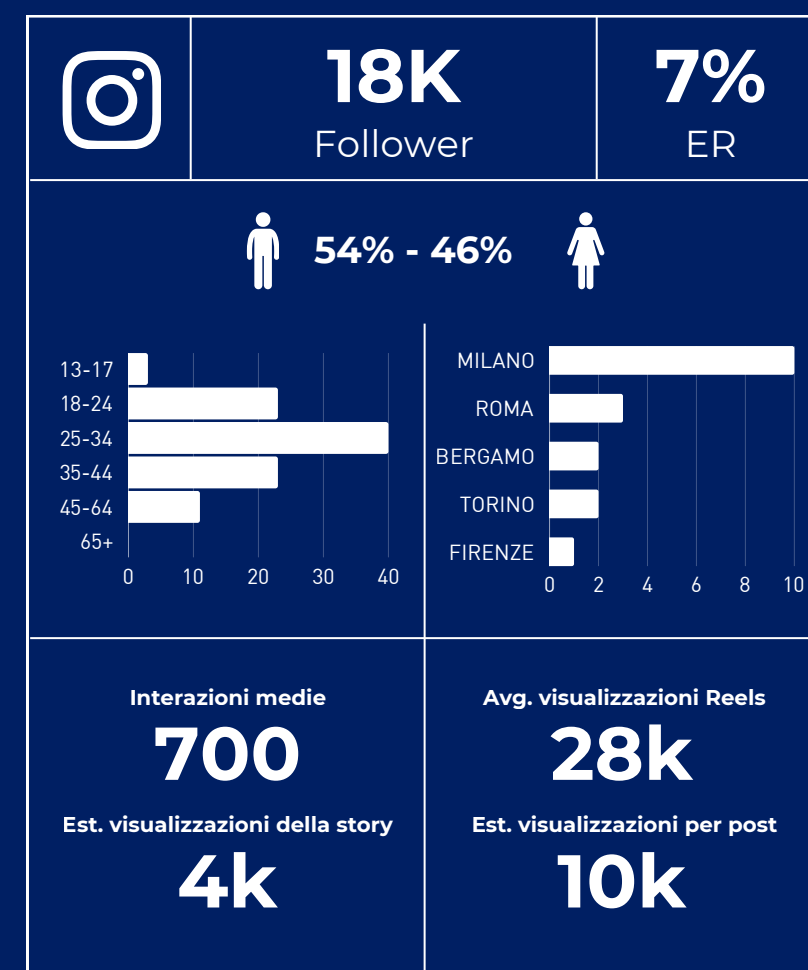 18K
Follower
7%
ER
54% - 46%
13-17
18-24
25-34
35-44
45-64
65+
0 10 20 30 40
MILANO
ROMA
BERGAMO
TORINO
FIRENZE
0 2 4 6 8 10
Interazioni medie
700
Est. visualizzazioni della story
4k
Avg. visualizzazioni Reels
28k
Est. visualizzazioni per post
10k